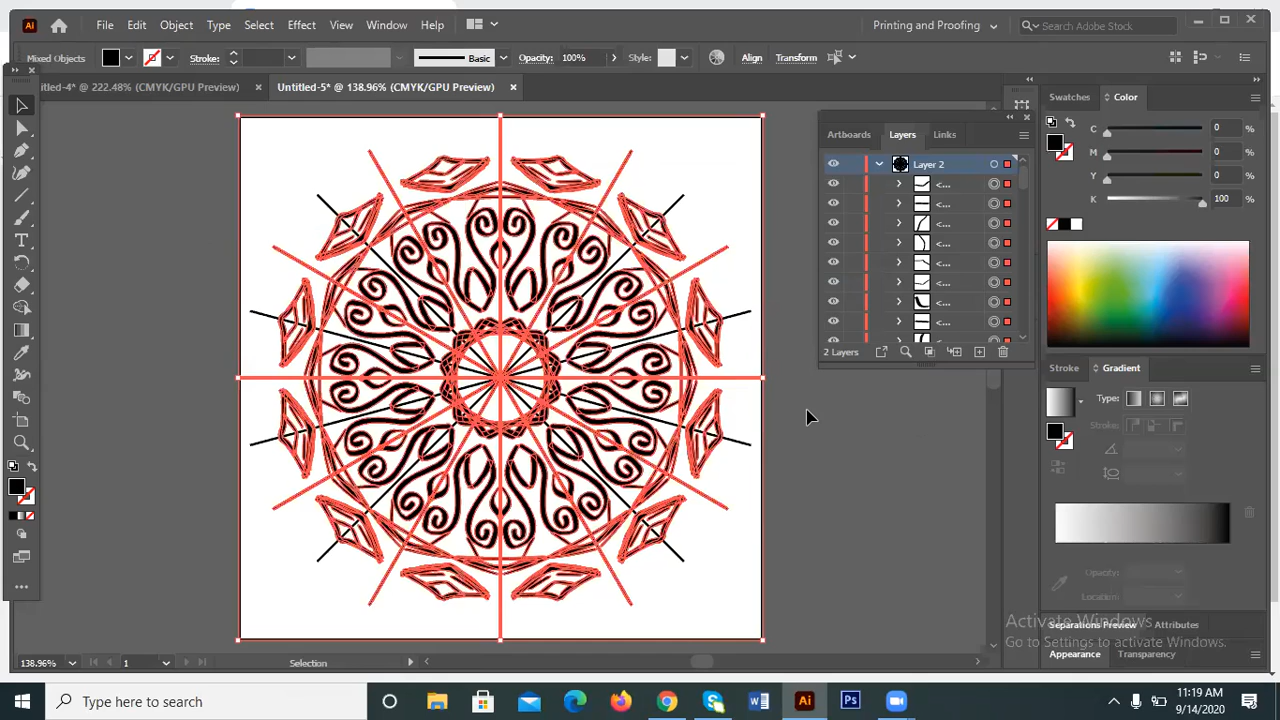 Ai File Edit Object Type Select Effect View Window Help Printing and Proofing Search Adobe Stock
Mixed Objects Stroke: Basic Opacity: 100% Style: Align Transform
itled-4* @ 222.48% (CMYK/GPU Preview) Untitled-5* @ 138.96% (CMYK/GPU Preview)
Swatches Color
Artboards Layers Links
C 0 %
M 0 %
Y 0 %
K 100 %
Layer 2
<...
<...
<...
<...
<...
<...
<...
<...
<...
2 Layers
Stroke Gradient
Type:
Stroke:
Opacity:
Location:
Activate Windows
Go to Settings to activate Windows.
Separations Preview Attributes
Appearance Transparency
138.96% 1 Selection
Type here to search
11:19 AM
9/14/2020